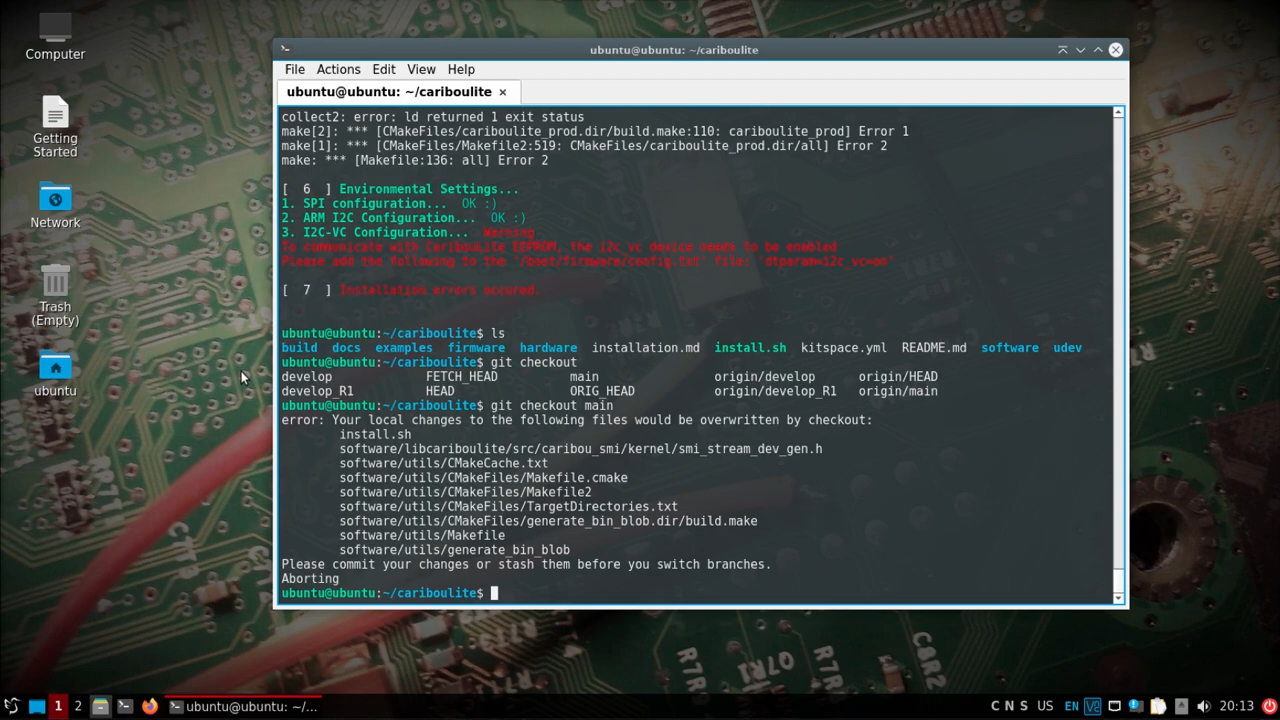 Computer
Getting
Started
Network
Trash
(Empty)
ubuntu
ubuntu@ubuntu: ~/cariboulite
File Actions Edit View Help
ubuntu@ubuntu: ~/cariboulite ×
collect2: error: ld returned 1 exit status
make[2]: *** [CMakeFiles/cariboulite_prod.dir/build.make:110: cariboulite_prod] Error 1
make[1]: *** [CMakeFiles/Makefile2:519: CMakeFiles/cariboulite_prod.dir/all] Error 2
make: *** [Makefile:136: all] Error 2
[ 6 ] Environmental Settings...
1. SPI configuration... OK :)
2. ARM I2C Configuration... OK :)
3. I2C-VC Configuration... Warning
To communicate with CaribouLite EEPROM, the i2c_vc device needs to be enabled
Please add the following to the '/boot/firmware/config.txt' file: 'dtparam=i2c_vc=on'
[ 7 ] Installation errors occured.
ubuntu@ubuntu:~/cariboulite$ ls
build docs examples firmware hardware installation.md install.sh kitspace.yml README.md software udev
ubuntu@ubuntu:~/cariboulite$ git checkout
develop FETCH_HEAD main origin/develop origin/HEAD
develop_R1 HEAD ORIG_HEAD origin/develop_R1 origin/main
ubuntu@ubuntu:~/cariboulite$ git checkout main
error: Your local changes to the following files would be overwritten by checkout:
install.sh
software/libcariboulite/src/caribou_smi/kernel/smi_stream_dev_gen.h
software/utils/CMakeCache.txt
software/utils/CMakeFiles/Makefile.cmake
software/utils/CMakeFiles/Makefile2
software/utils/CMakeFiles/TargetDirectories.txt
software/utils/CMakeFiles/generate_bin_blob.dir/build.make
software/utils/Makefile
software/utils/generate_bin_blob
Please commit your changes or stash them before you switch branches.
Aborting
ubuntu@ubuntu:~/cariboulite$
1 2 ubuntu@ubuntu: ~/... C N S US EN 20:13